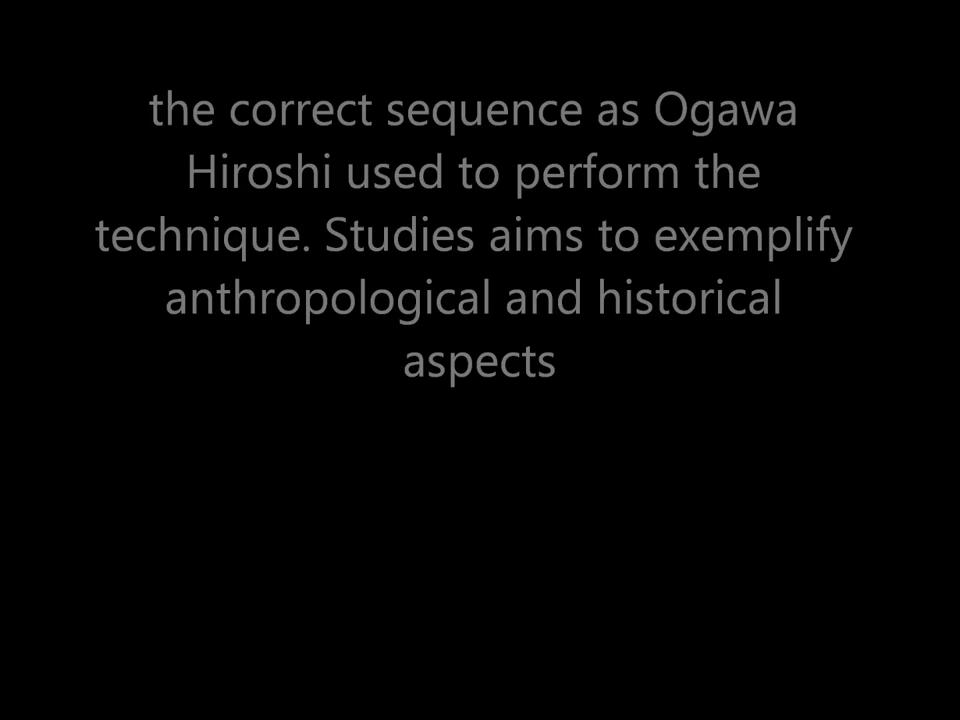 the correct sequence as Ogawa
Hiroshi used to perform the
technique. Studies aims to exemplify
anthropological and historical
aspects